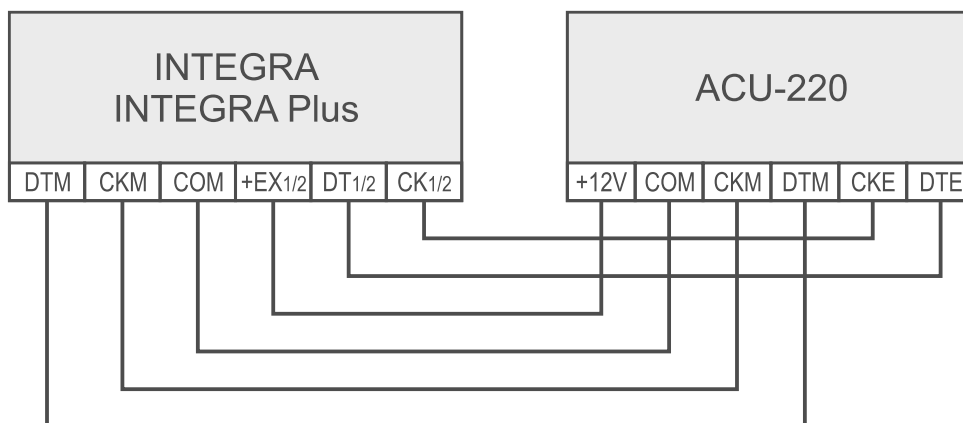 INTEGRA
INTEGRA Plus
DTM CKM COM +EX1/2 DT1/2 CK1/2
ACU-220
+12V COM CKM DTM CKE DTE